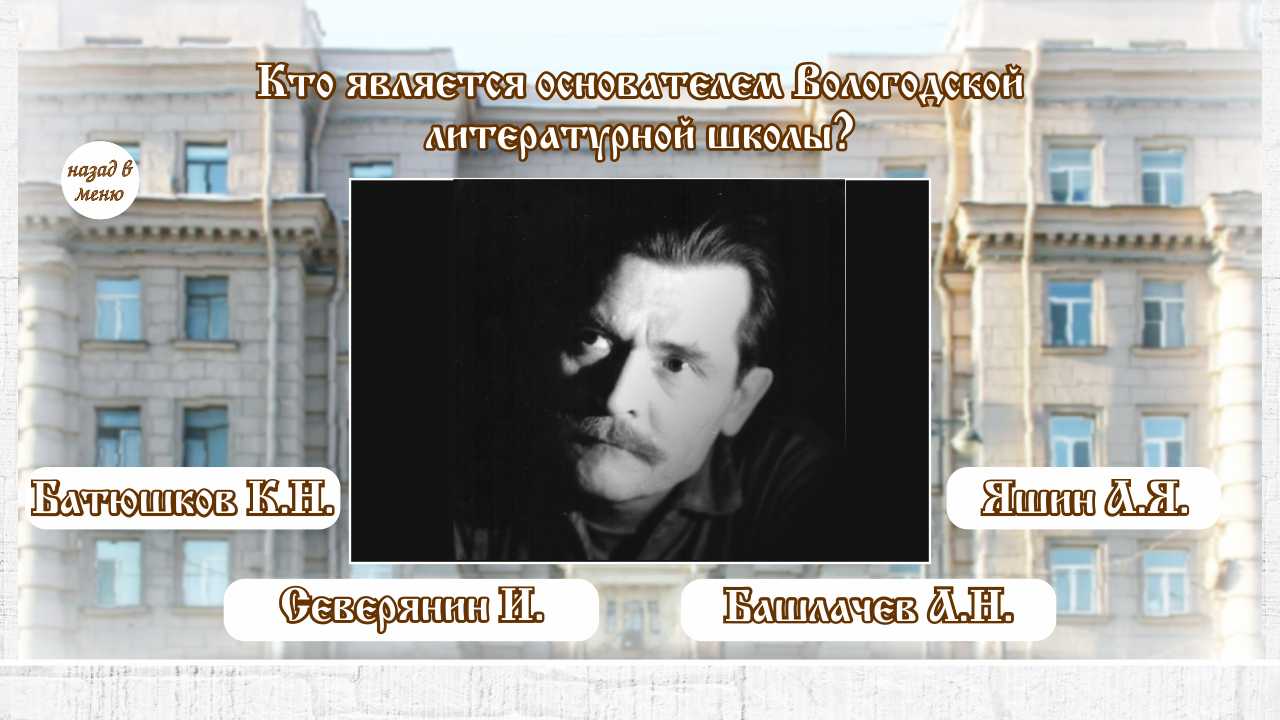 Кто является основателем Вологодской
литературной школы?
назад в
меню
Батюшков К.Н.
Яшин А.Я.
Северянин И.
Башлачев А.Н.